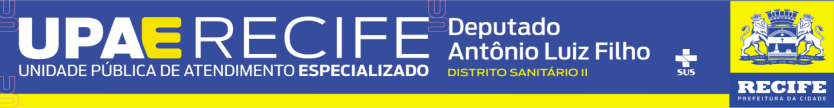 UPAE RECIFE
UNIDADE PÚBLICA DE ATENDIMENTO ESPECIALIZADO
Deputado
Antônio Luiz Filho
DISTRITO SANITÁRIO II
SUS
RECIFE
PREFEITURA DA CIDADE